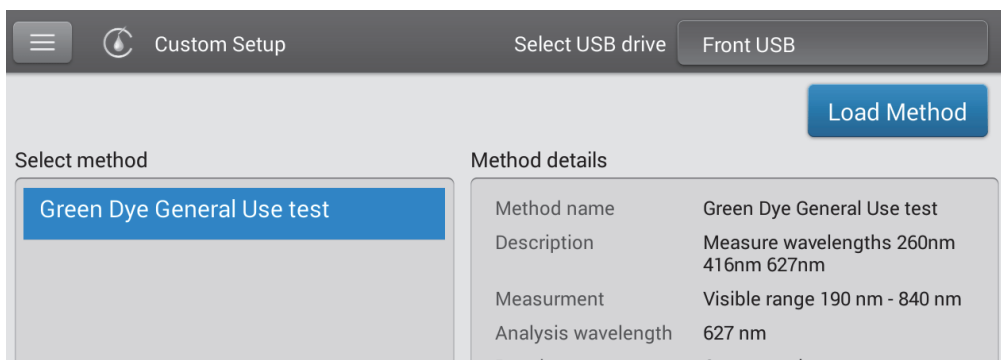 Custom Setup
Select USB drive
Front USB
Load Method
Select method
Method details
Green Dye General Use test
Method name
Green Dye General Use test
Description
Measure wavelengths 260nm
416nm 627nm
Measurment
Visible range 190 nm - 840 nm
Analysis wavelength
627 nm